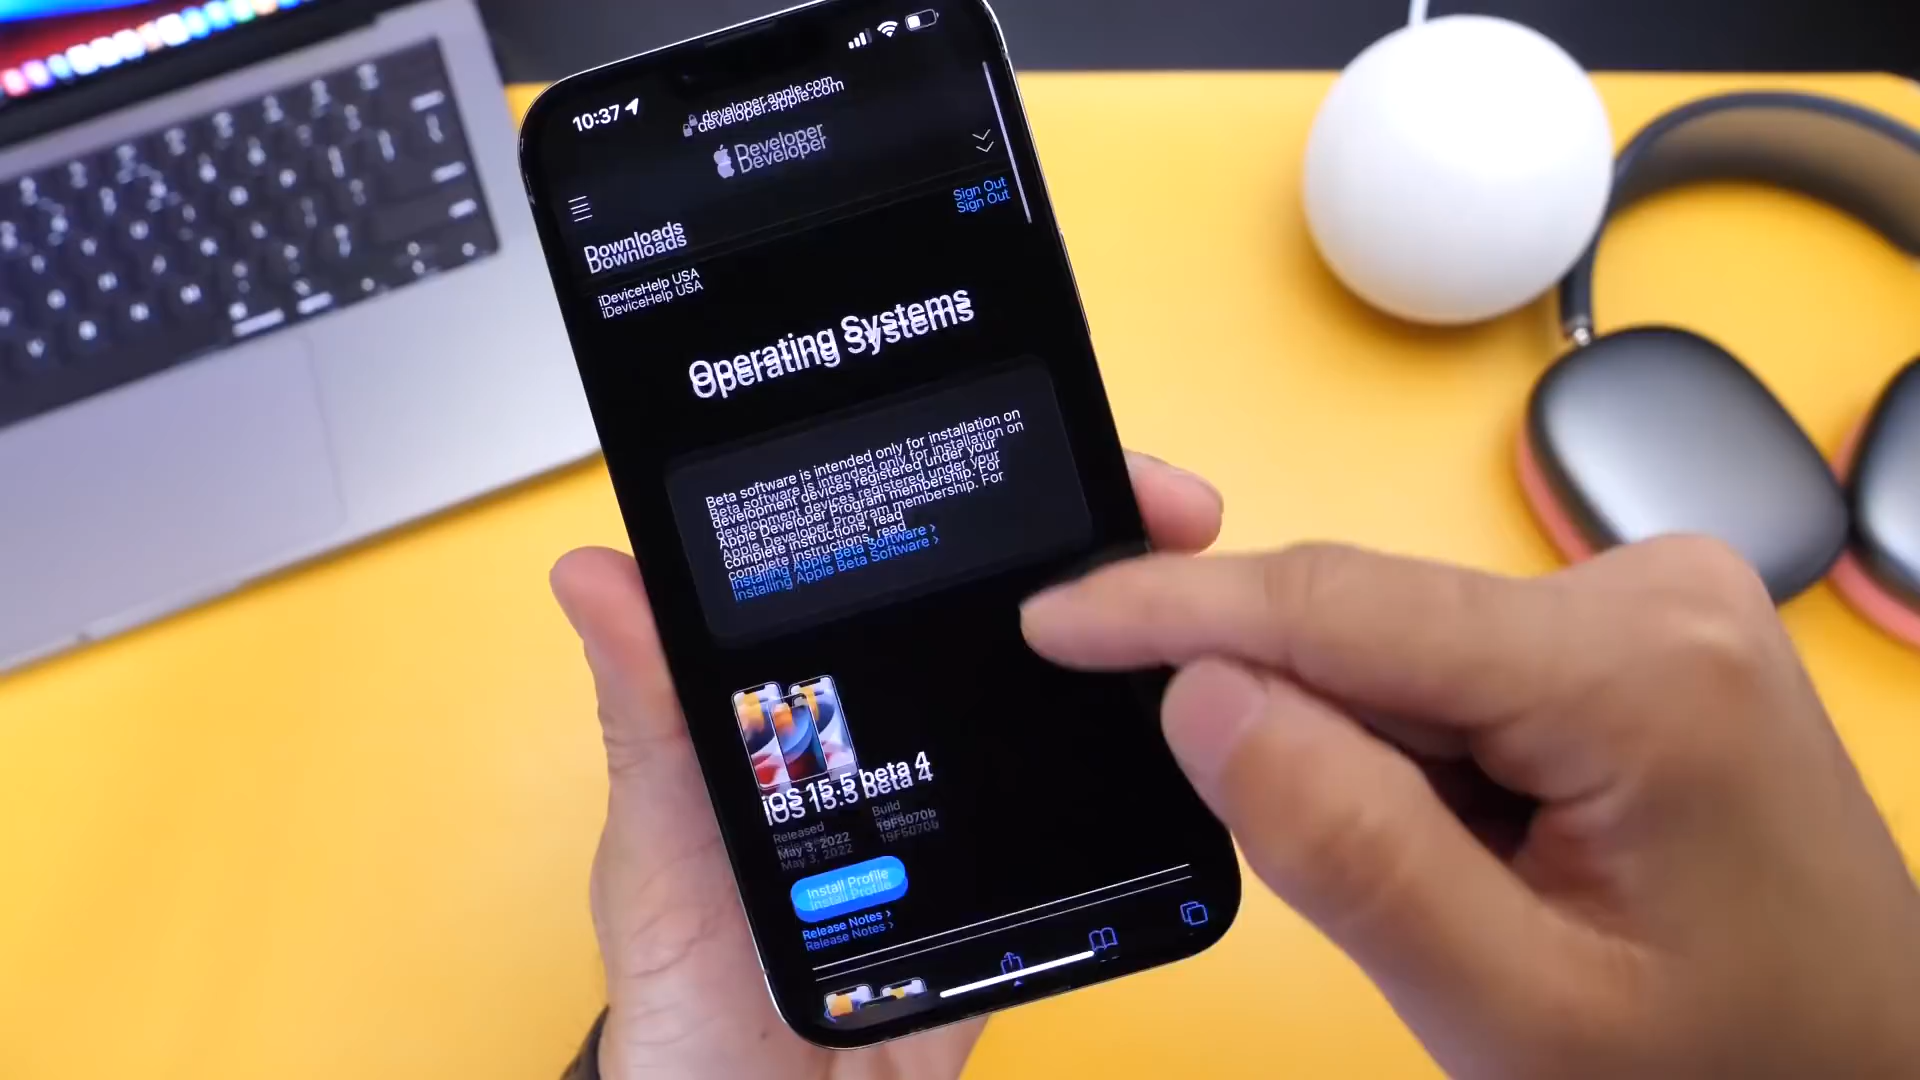 10:37
developer.apple.com
Developer
Sign Out
Downloads
iDeviceHelp USA
Operating Systems
Beta software is intended only for installation on
development devices registered under your
Apple Developer Program membership. For
complete instructions, read
Installing Apple Beta Software ›
iOS 15.5 beta 4
Released
Build
May 3, 2022
19F5070b
Install Profile
Release Notes ›